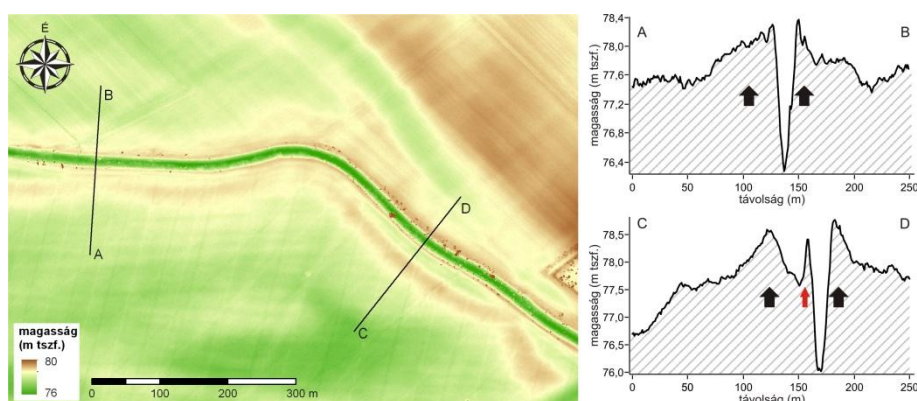 É
B
A
D
C
magasság
(m tszf.)
80
76
0 100 200 300 m
A B
magasság
(m tszf.)
78,4
78,0
77,6
77,2
76,8
76,4
0 50 100 150 200 250
távolság (m)
C D
magasság
(m tszf.)
78,5
78,0
77,5
77,0
76,5
76,0
0 50 100 150 200 250
távolság (m)